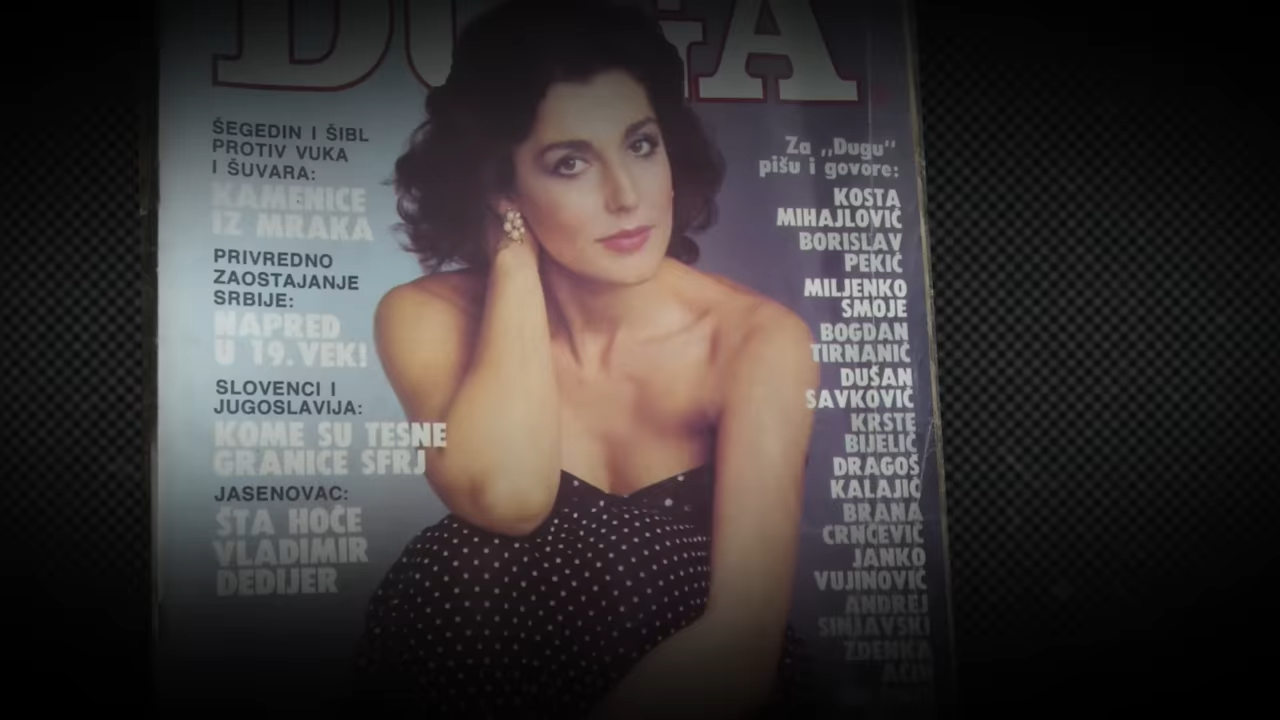 DUGA
ŠEGEDIN I ŠIBL
PROTIV VUKA
I ŠUVARA:
KAMENICE
IZ MRAKA
PRIVREDNO
ZAOSTAJANJE
SRBIJE:
NAPRED
U 19. VEK!
SLOVENCI I
JUGOSLAVIJA:
KOME SU TESNE
GRANICE SFRJ
JASENOVAC:
ŠTA HOĆE
VLADIMIR
DEDIJER
Za „Dugu"
pišu i govore:
KOSTA
MIHAJLOVIĆ
BORISLAV
PEKIĆ
MILJENKO
SMOJE
BOGDAN
TIRNANIĆ
DUŠAN
SAVKOVIĆ
KRSTE
BIJELIĆ
DRAGOŠ
KALAJIĆ
BRANA
CRNČEVIĆ
JANKO
VUJINOVIĆ
ANDREJ
SINJAVSKI
ZDENKA
AĆIN